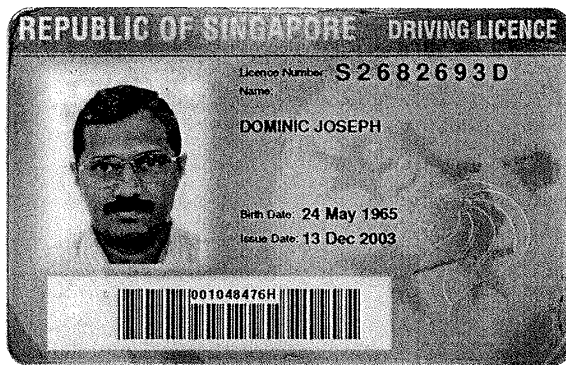 REPUBLIC OF SINGAPORE DRIVING LICENCE
Licence Number: S2682693D
Name:
DOMINIC JOSEPH
Birth Date: 24 May 1965
Issue Date: 13 Dec 2003
001048476H